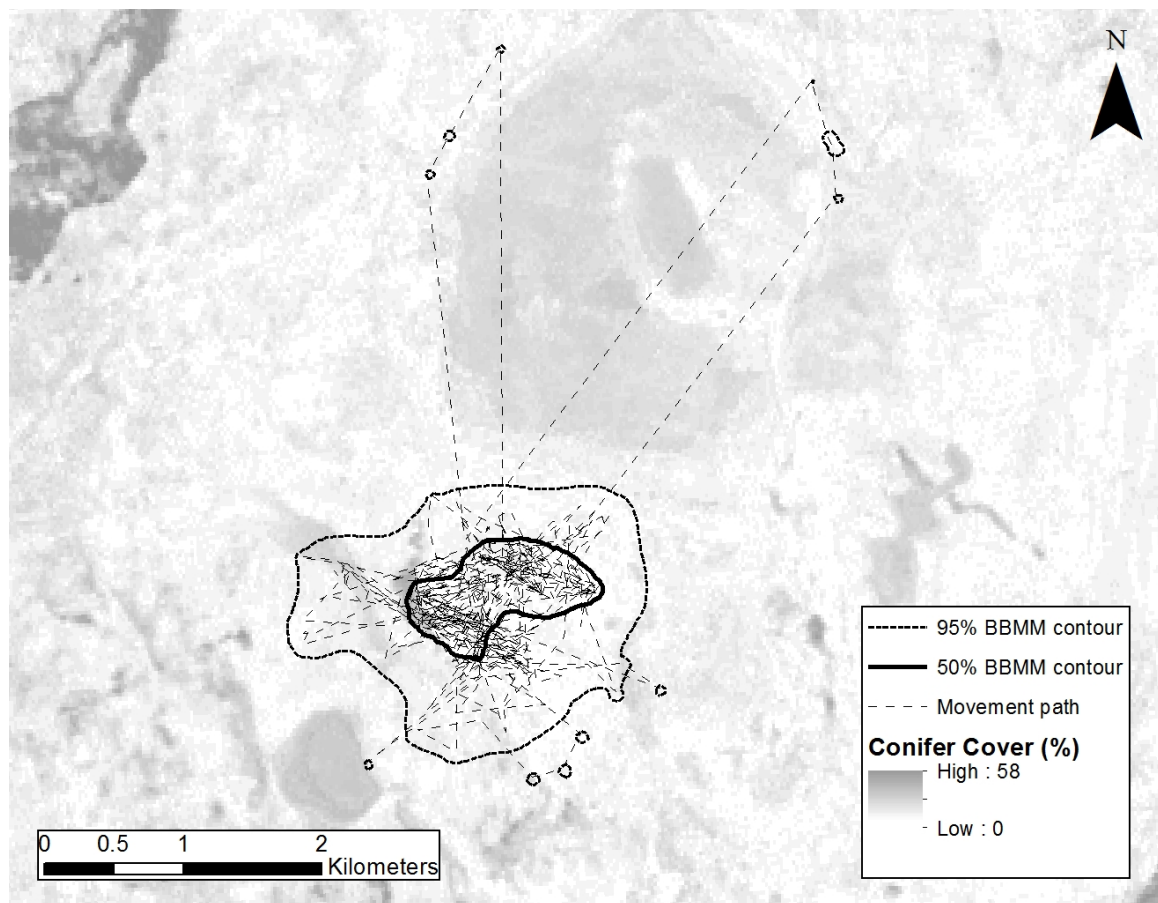 N
95% BBMM contour
50% BBMM contour
Movement path
Conifer Cover (%)
High : 58
Low : 0
0 0.5 1 2
Kilometers